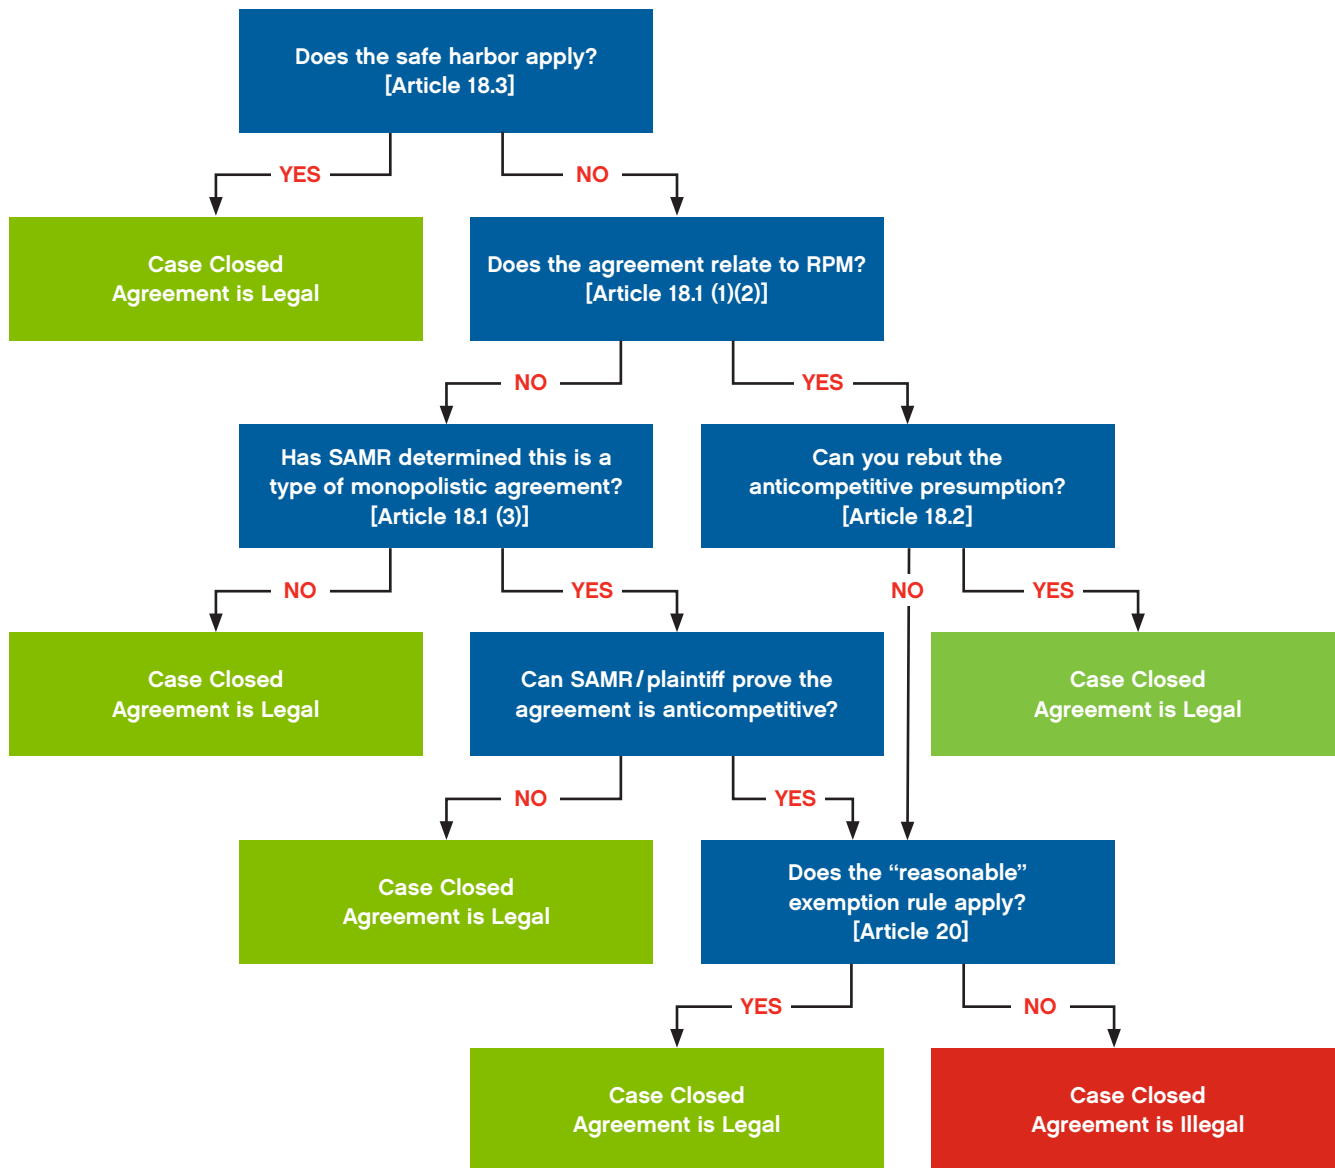 Does the safe harbor apply?
[Article 18.3]
YES
NO
Case Closed
Agreement is Legal
Does the agreement relate to RPM?
[Article 18.1 (1)(2)]
NO
YES
Has SAMR determined this is a
type of monopolistic agreement?
[Article 18.1 (3)]
Can you rebut the
anticompetitive presumption?
[Article 18.2]
NO
YES
NO
YES
Case Closed
Agreement is Legal
Can SAMR/plaintiff prove the
agreement is anticompetitive?
Case Closed
Agreement is Legal
NO
YES
Case Closed
Agreement is Legal
Does the “reasonable”
exemption rule apply?
[Article 20]
YES
NO
Case Closed
Agreement is Legal
Case Closed
Agreement is Illegal